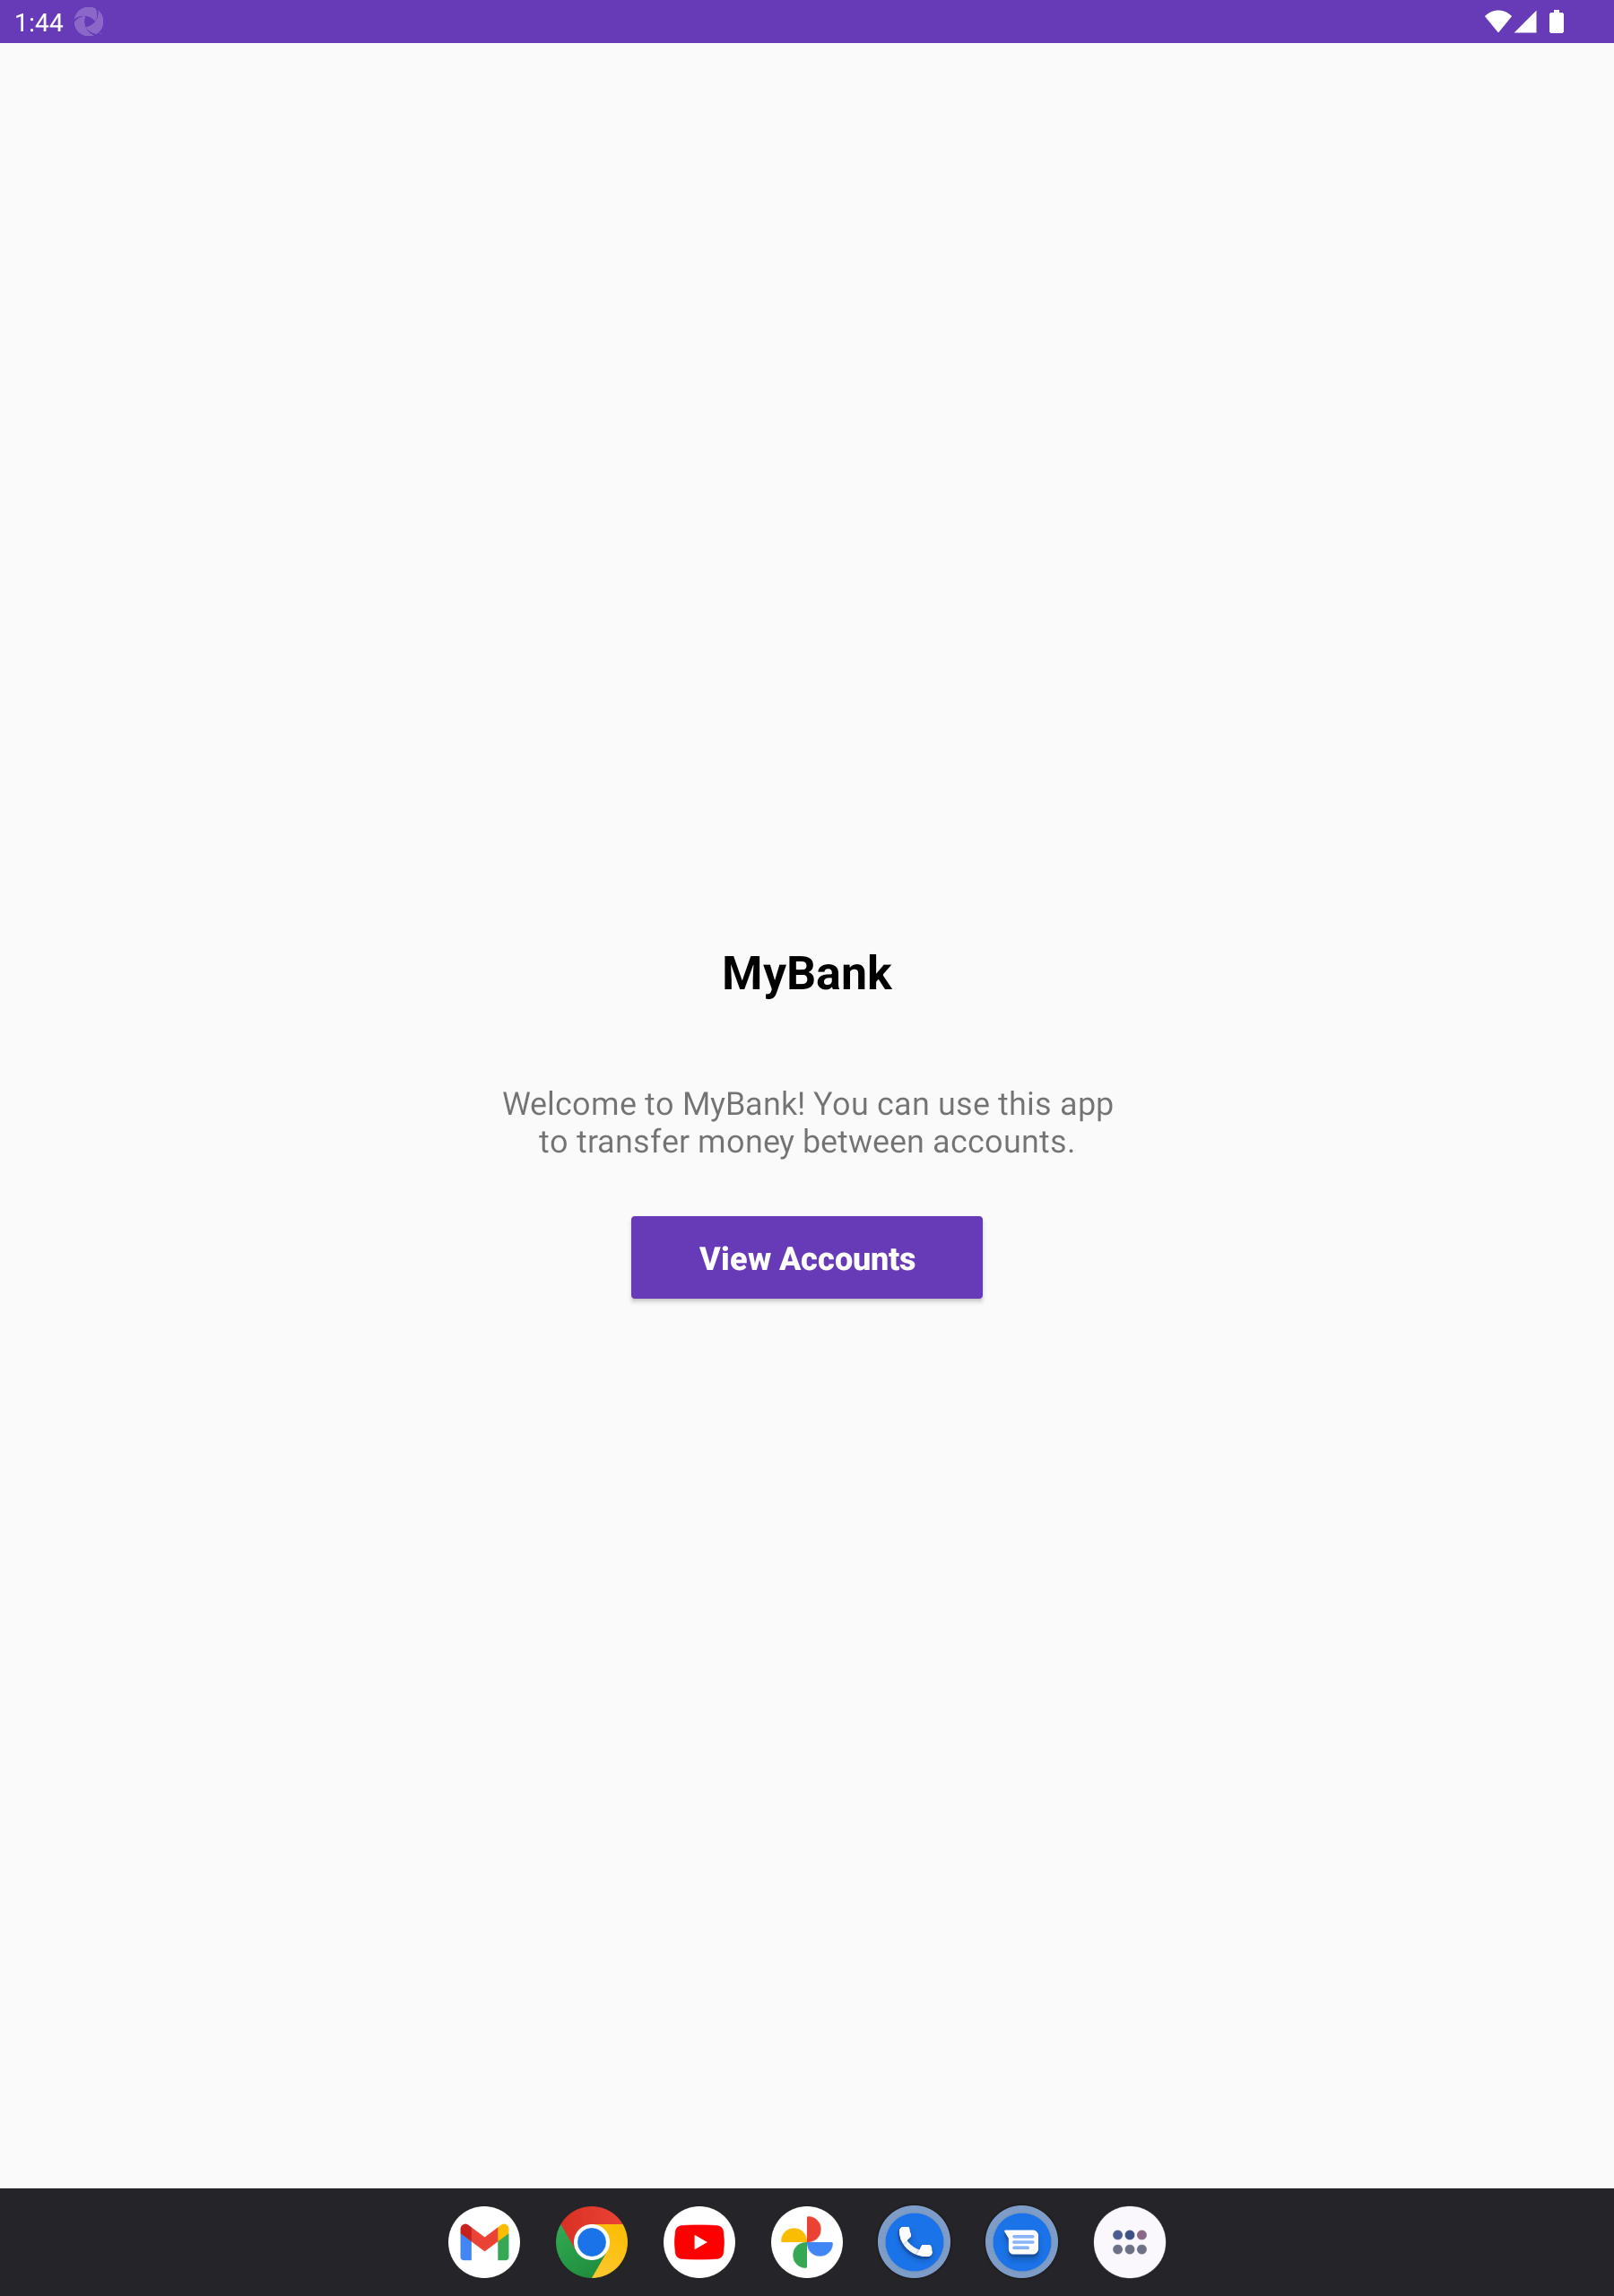 1:44
MyBank
Welcome to MyBank! You can use this app
to transfer money between accounts.
View Accounts